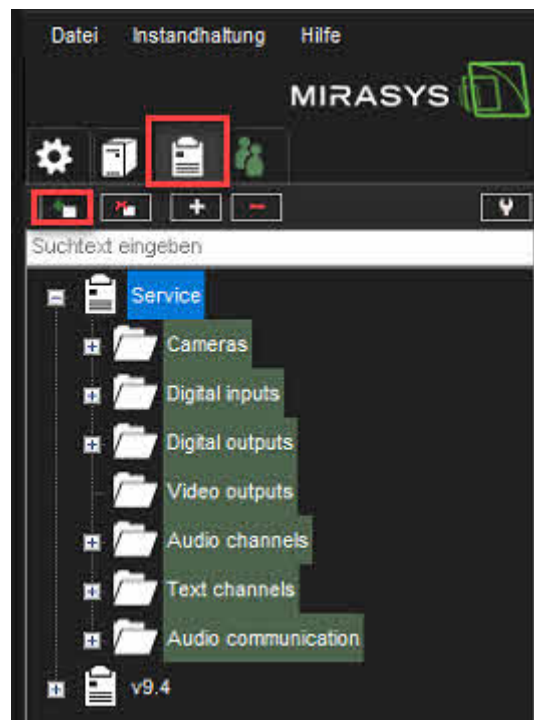 Datei Instandhaltung Hilfe
MIRASYS
Suchtext eingeben
Service
Cameras
Digital inputs
Digital outputs
Video outputs
Audio channels
Text channels
Audio communication
v9.4